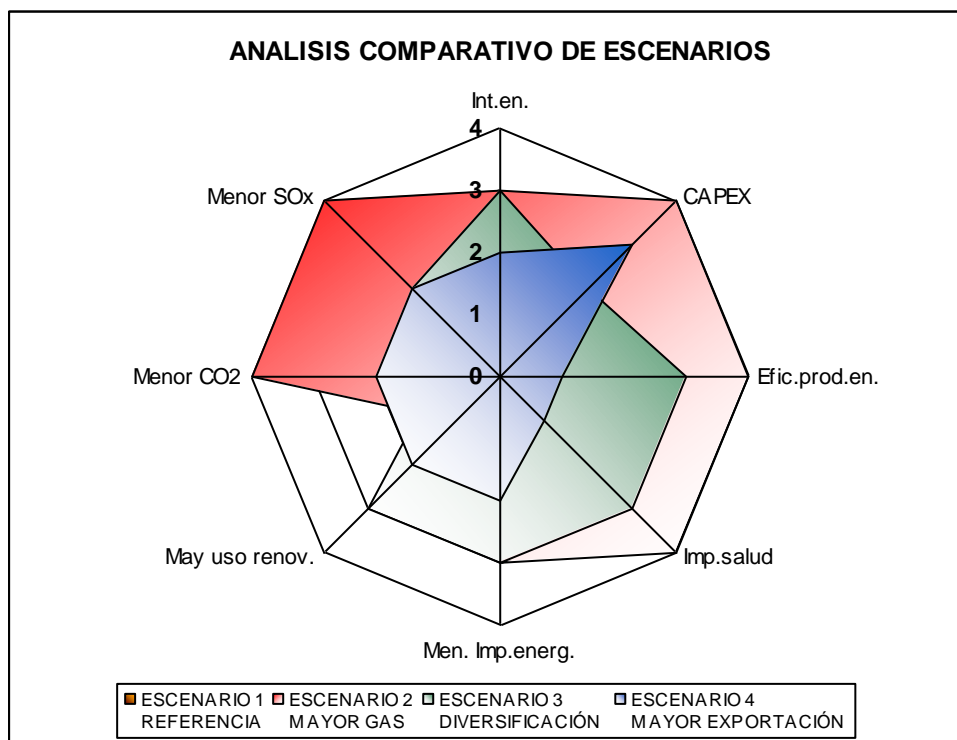 ANALISIS COMPARATIVO DE ESCENARIOS
Int.en.
4
Menor SOx
CAPEX
3
2
1
Menor CO2
0
Efic.prod.en.
May uso renov.
Imp.salud
Men. Imp.energ.
ESCENARIO 1 ESCENARIO 2 ESCENARIO 3 ESCENARIO 4
REFERENCIA MAYOR GAS DIVERSIFICACIÓN MAYOR EXPORTACIÓN